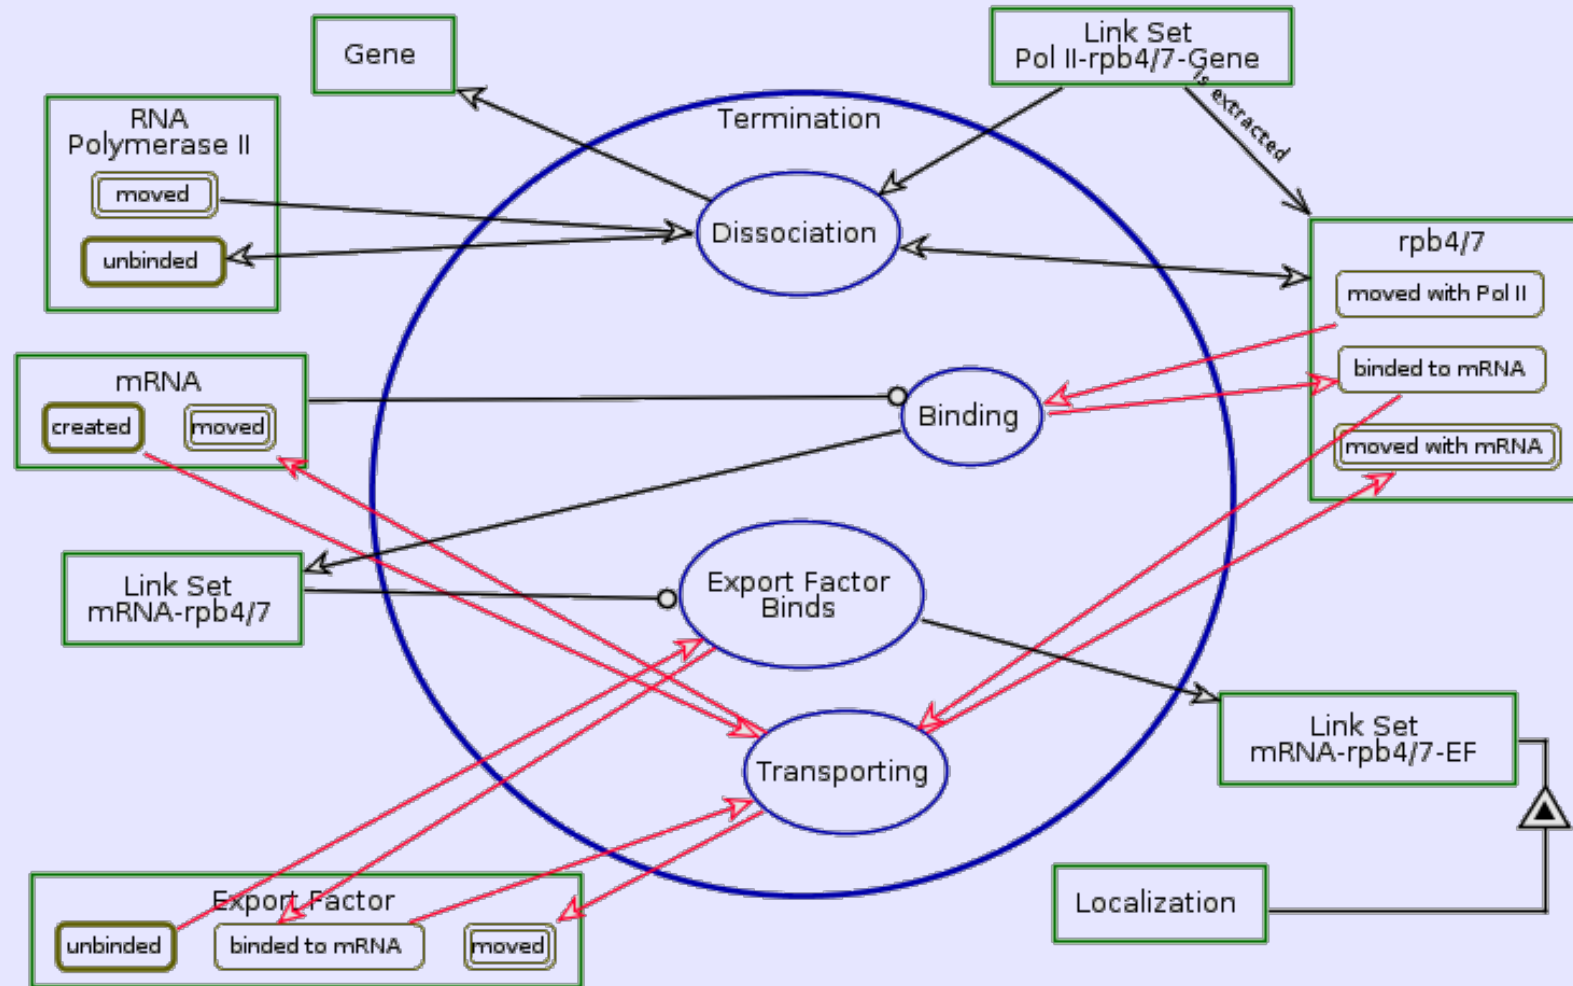 Gene
Link Set
Pol II-rpb4/7-Gene
is extracted
RNA
Polymerase II
moved
unbinded
Termination
Dissociation
rpb4/7
moved with Pol II
binded to mRNA
moved with mRNA
mRNA
created
moved
Binding
Link Set
mRNA-rpb4/7
Export Factor
Binds
Link Set
mRNA-rpb4/7-EF
Transporting
Localization
Export Factor
unbinded
binded to mRNA
moved